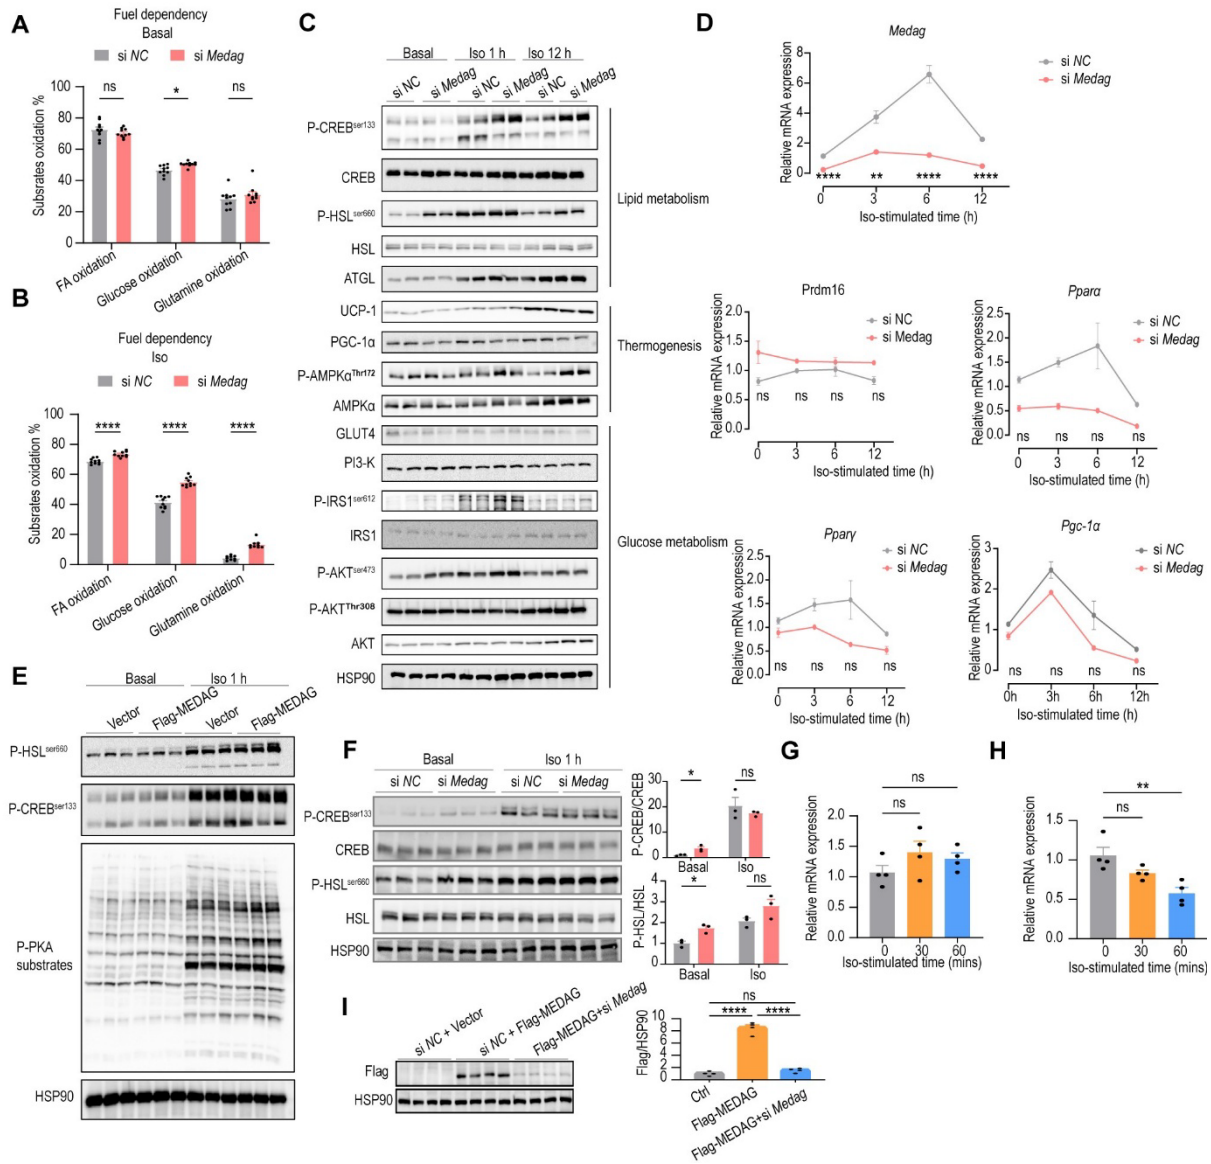 A
Fuel dependency
Basal
si NC
si Medag
ns
*
ns
Subsrates oxidation %
100
80
60
40
20
0
FA oxidation
Glucose oxidation
Glutamine oxidation
B
Fuel dependency
Iso
si NC
si Medag
****
****
****
Subsrates oxidation %
100
80
60
40
20
0
FA oxidation
Glucose oxidation
Glutamine oxidation
C
Basal
Iso 1 h
Iso 12 h
si NC
si Medag
si NC
si Medag
si NC
si Medag
P-CREBser133
CREB
P-HSLser660
HSL
ATGL
UCP-1
PGC-1α
P-AMPKαThr172
AMPKα
GLUT4
PI3-K
P-IRS1ser612
IRS1
P-AKTser473
P-AKTThr308
AKT
HSP90
Lipid metabolism
Thermogenesis
Glucose metabolism
D
Medag
si NC
si Medag
Relative mRNA expression
8
6
4
2
0
****
**
****
****
0
3
6
12
Iso-stimulated time (h)
Prdm16
si NC
si Medag
Relative mRNA expression
2.0
1.5
1.0
0.5
0.0
ns
ns
ns
ns
0
3
6
12
Iso-stimulated time (h)
Pparα
si NC
si Medag
Relative mRNA expression
2.5
2.0
1.5
1.0
0.5
0.0
ns
ns
ns
ns
0
3
6
12
Iso-stimulated time (h)
Pparγ
si NC
si Medag
Relative mRNA expression
2.0
1.5
1.0
0.5
0.0
ns
ns
ns
ns
0
3
6
12
Iso-stimulated time (h)
Pgc-1α
si NC
si Medag
Relative mRNA expression
3
2
1
0
ns
ns
ns
ns
0h
3h
6h
12h
Iso-stimulated time (h)
E
Basal
Iso 1 h
Vector
Flag-MEDAG
Vector
Flag-MEDAG
P-HSLser660
P-CREBser133
P-PKA
substrates
HSP90
F
Basal
Iso 1 h
si NC
si Medag
si NC
si Medag
P-CREBser133
CREB
P-HSLser660
HSL
HSP90
P-CREB/CREB
30
20
10
0
*
ns
Basal
Iso
P-HSL/HSL
4
3
2
1
0
*
ns
Basal
Iso
G
ns
ns
Relative mRNA expression
2.0
1.5
1.0
0.5
0.0
0
30
60
Iso-stimulated time (mins)
H
**
ns
Relative mRNA expression
1.5
1.0
0.5
0.0
0
30
60
Iso-stimulated time (mins)
I
si NC + Vector
si NC + Flag-MEDAG
Flag-MEDAG+si Medag
Flag
HSP90
ns
****
****
Flag/HSP90
10
8
6
4
2
0
Ctrl
Flag-MEDAG
Flag-MEDAG+si Medag